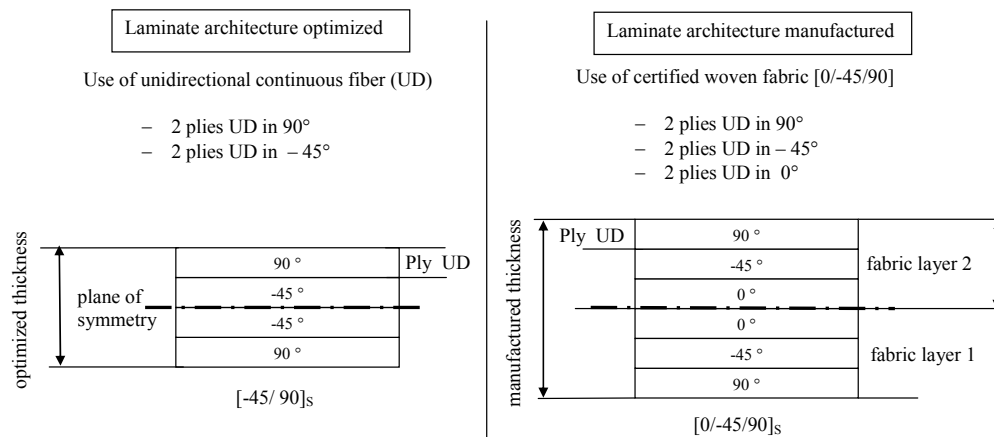 Laminate architecture optimized
Use of unidirectional continuous fiber (UD)
– 2 plies UD in 90°
– 2 plies UD in – 45°
optimized thickness
plane of
symmetry
90 °
-45 °
-45 °
90 °
Ply UD
[-45/ 90]S
Laminate architecture manufactured
Use of certified woven fabric [0/-45/90]
– 2 plies UD in 90°
– 2 plies UD in – 45°
– 2 plies UD in 0°
manufactured thickness
Ply UD
90 °
-45 °
0 °
0 °
-45 °
90 °
fabric layer 2
fabric layer 1
[0/-45/90]S